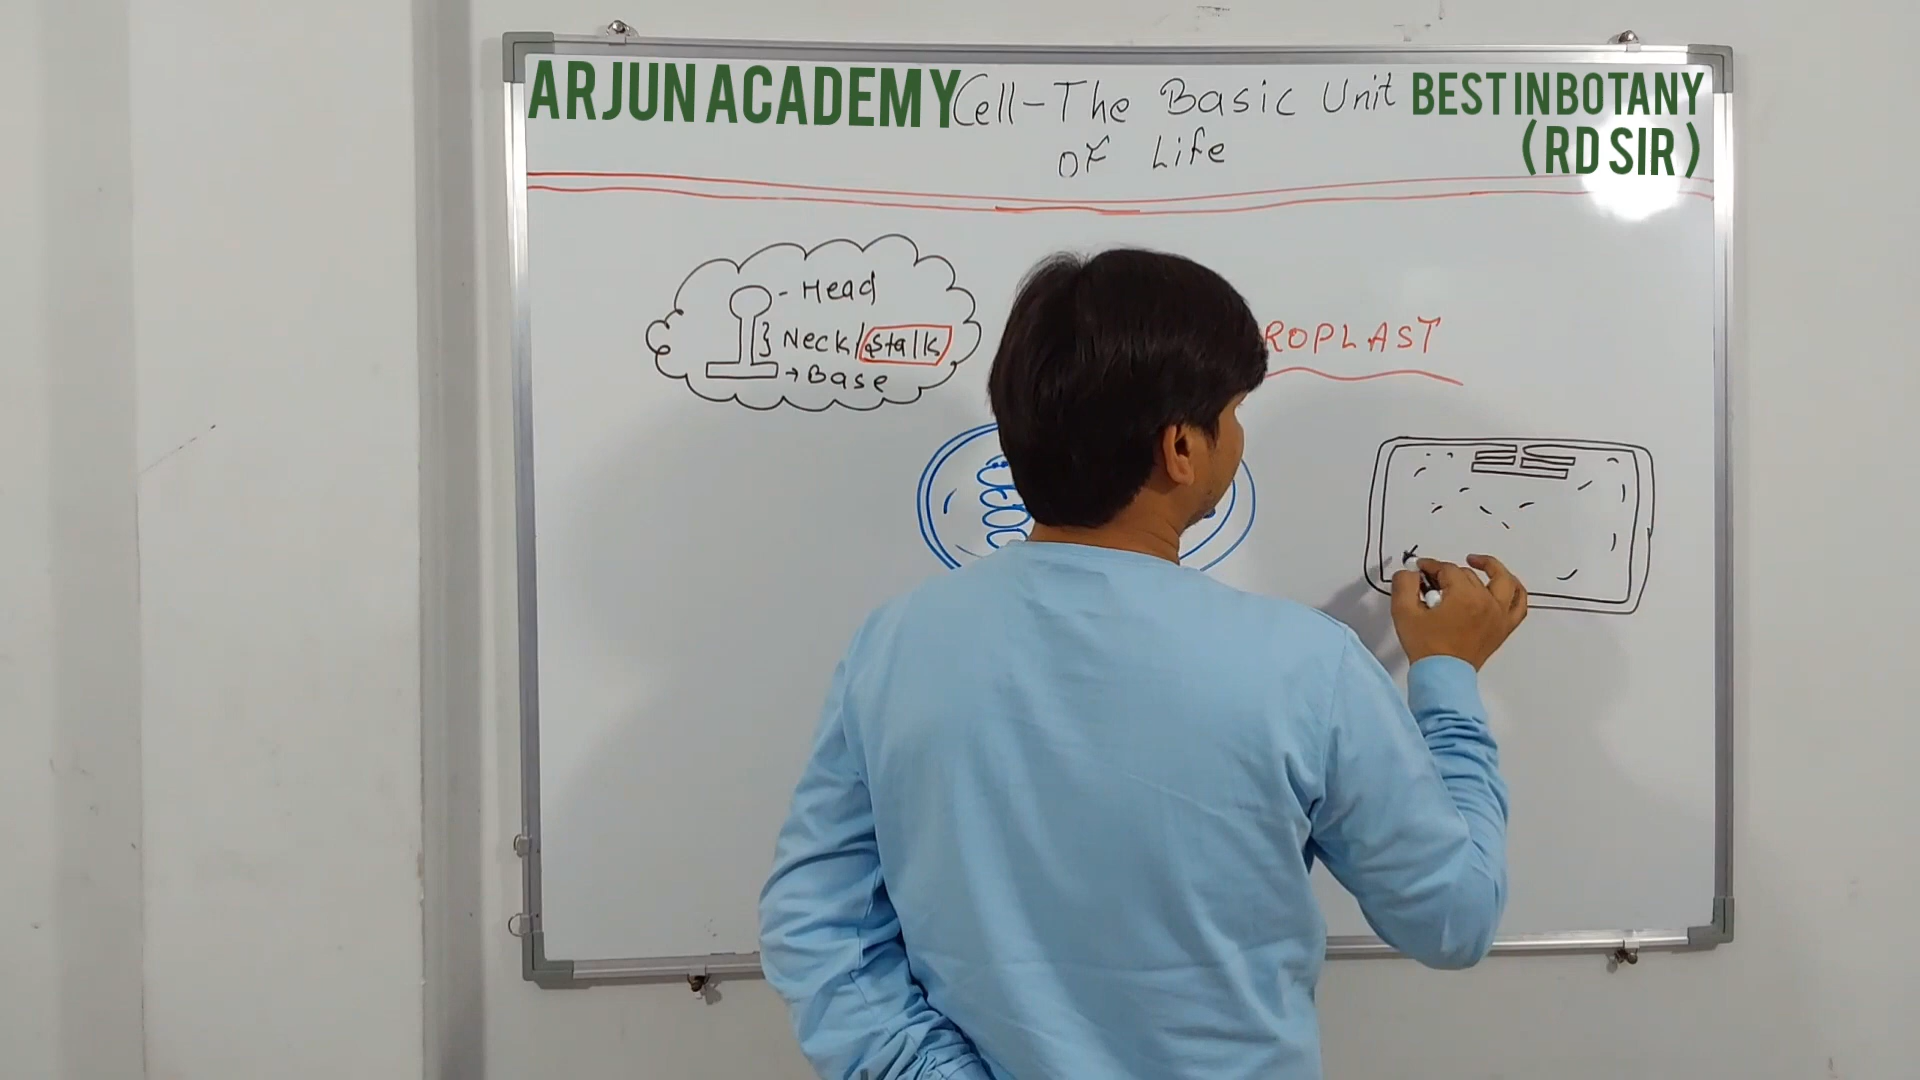 ARJUN ACADEMY
Cell-The Basic Unit
of Life
BEST IN BOTANY
(RD SIR)
- Head
Neck/Stalk
→Base
ROPLAST